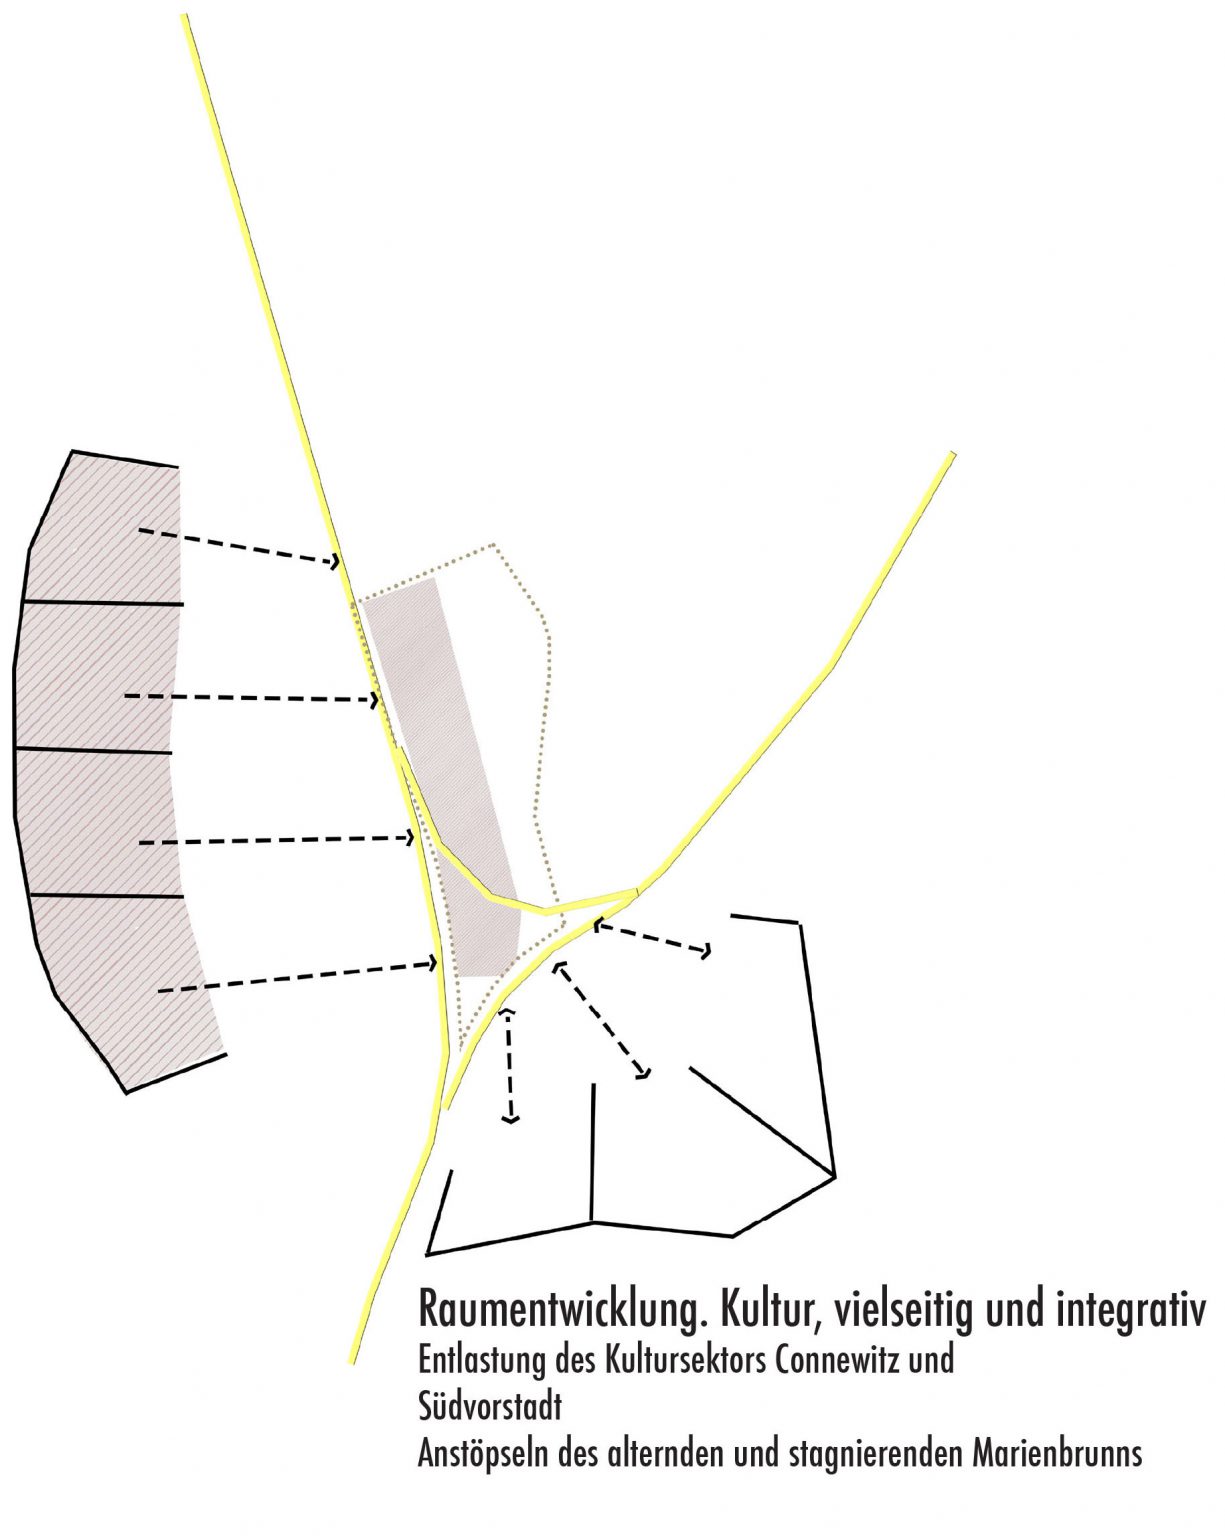 Raumentwicklung. Kultur, vielseitig und integrativ
Entlastung des Kultursektors Connewitz und
Südvorstadt
Anstöpseln des alternden und stagnierenden Marienbrunns